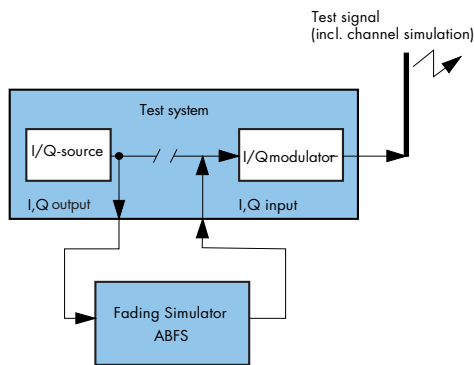 Test signal
(incl. channel simulation)
Test system
I/Q-source
I/Qmodulator
I,Q output
I,Q input
Fading Simulator
ABFS